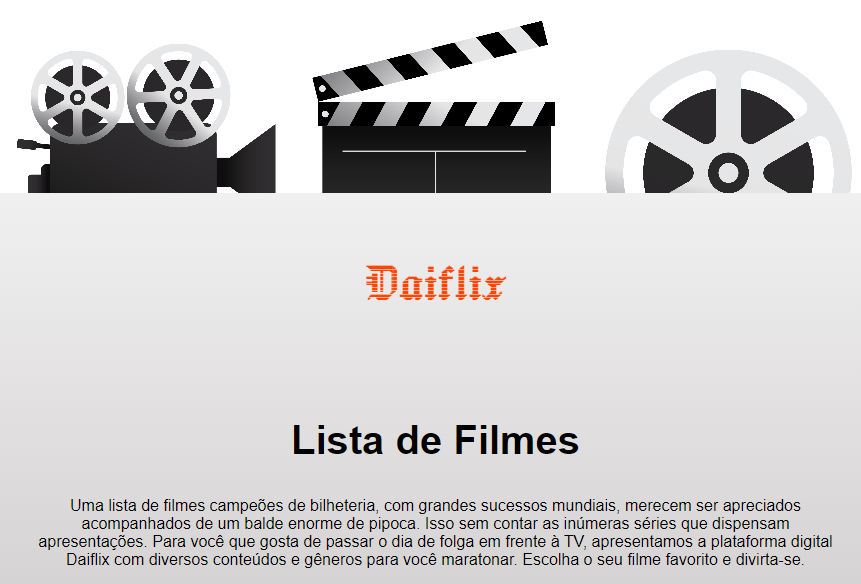 Daiflix
Lista de Filmes
Uma lista de filmes campeões de bilheteria, com grandes sucessos mundiais, merecem ser apreciados
acompanhados de um balde enorme de pipoca. Isso sem contar as inúmeras séries que dispensam
apresentações. Para você que gosta de passar o dia de folga em frente à TV, apresentamos a plataforma digital
Daiflix com diversos conteúdos e gêneros para você maratonar. Escolha o seu filme favorito e divirta-se.